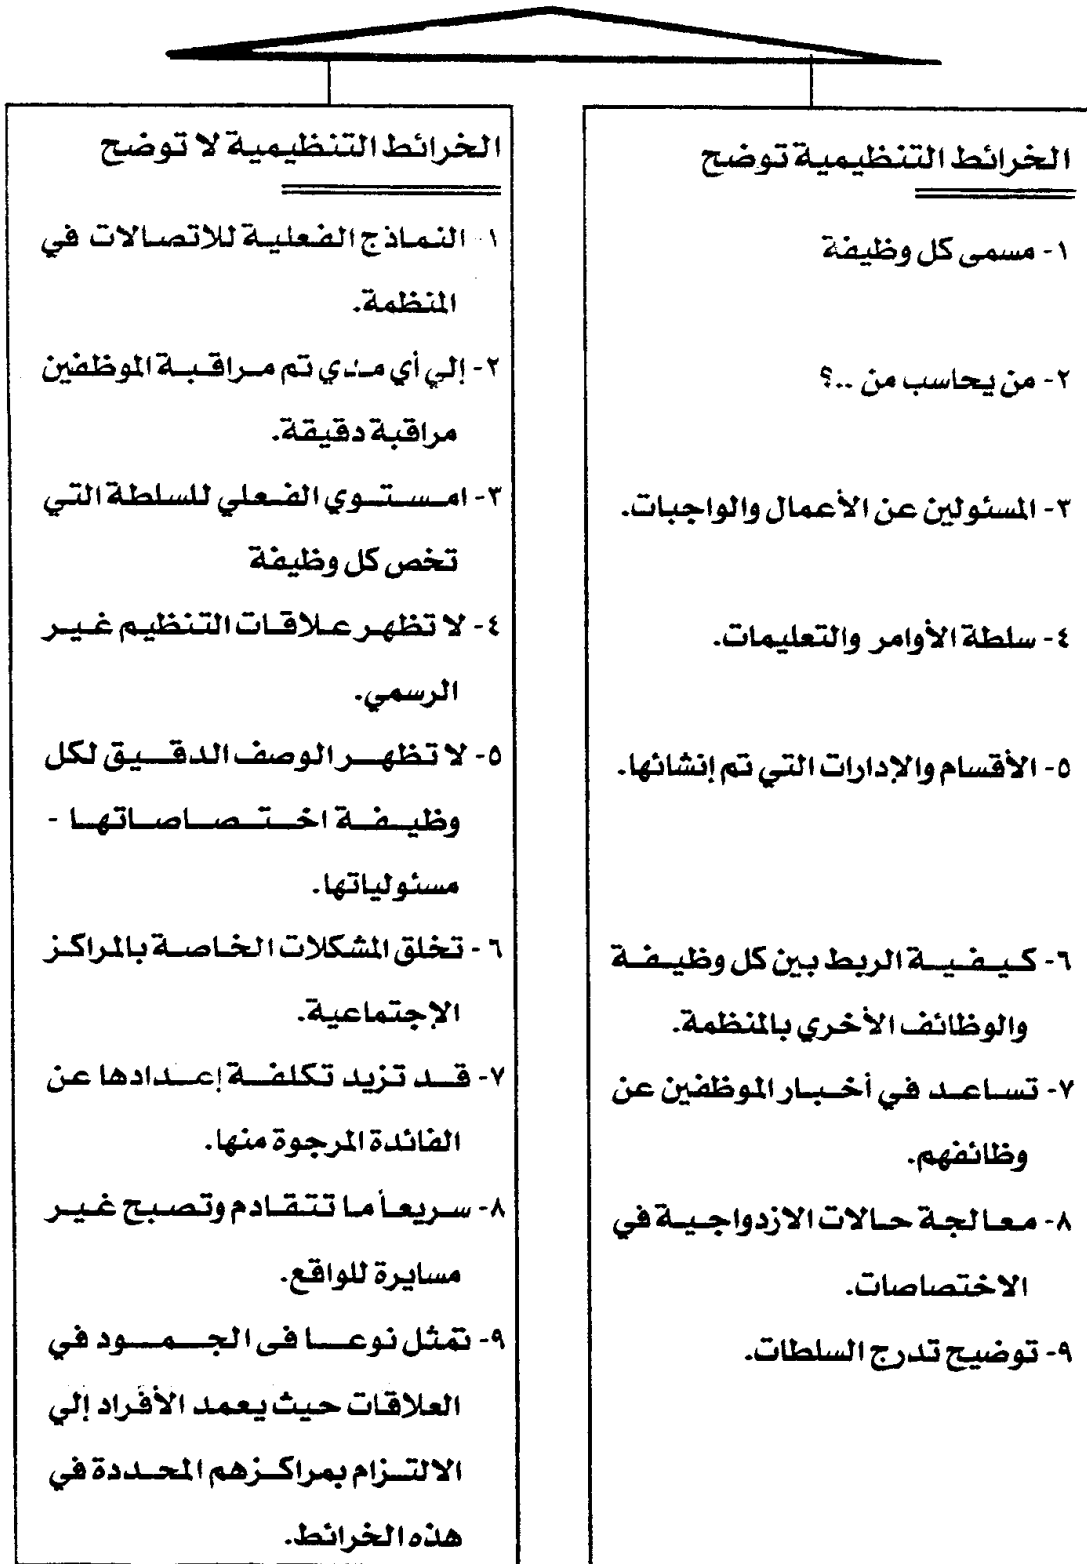 الخرائط التنظيمية توضح
١- مسمى كل وظيفة
٢- من يحاسب من ..؟
٣- المسئولين عن الأعمال والواجبات.
٤- سلطة الأوامر والتعليمات.
٥- الأقسام والإدارات التي تم إنشائها.
٦- كيفية الربط بين كل وظيفة
والوظائف الأخري بالمنظمة.
٧- تساعد في أخبار الموظفين عن
وظائفهم.
٨- معالجة حالات الازدواجية في
الاختصاصات.
٩- توضيح تدرج السلطات.
الخرائط التنظيمية لا توضح
١- النماذج الفعلية للاتصالات في
المنظمة.
٢- إلي أي مدي تم مراقبة الموظفين
مراقبة دقيقة.
٣- امستوي الفعلي للسلطة التي
تخص كل وظيفة
٤- لا تظهر علاقات التنظيم غير
الرسمي.
٥- لا تظهر الوصف الدقيق لكل
وظيفة اختصاصاتها -
مسئولياتها.
٦- تخلق المشكلات الخاصة بالمراكز
الإجتماعية.
٧- قد تزيد تكلفة إعدادها عن
الفائدة المرجوة منها.
٨- سريعاً ما تتقادم وتصبح غير
مسايرة للواقع.
٩- تمثل نوعا فى الجمود في
العلاقات حيث يعمد الأفراد إلي
الالتزام بمراكزهم المحددة في
هذه الخرائط.